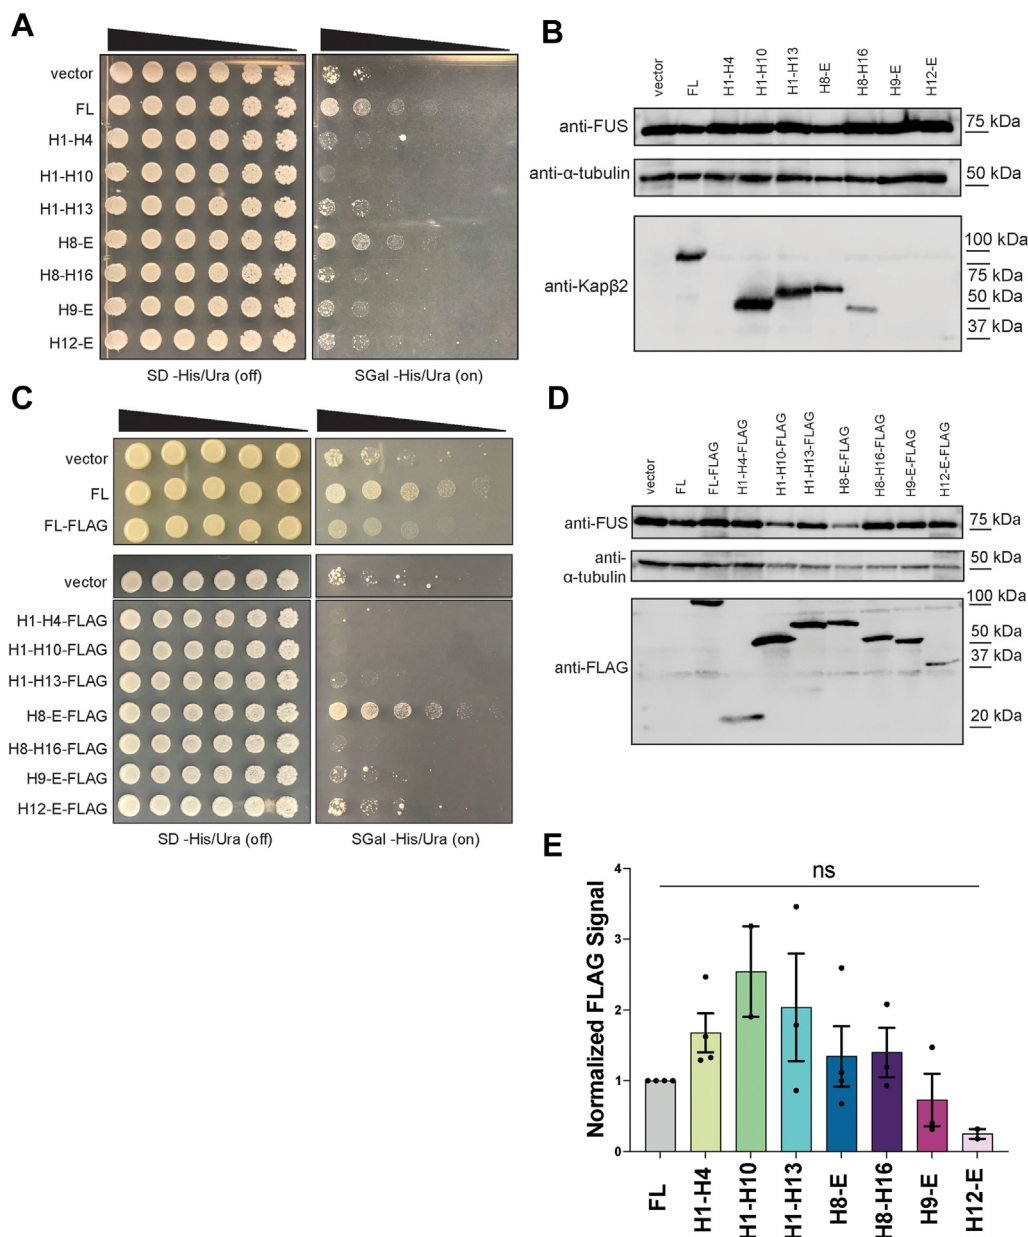 A
vector
FL
H1-H4
H1-H10
H1-H13
H8-E
H8-H16
H9-E
H12-E
SD -His/Ura (off)
SGal -His/Ura (on)
B
vector
FL
H1-H4
H1-H10
H1-H13
H8-E
H8-H16
H9-E
H12-E
anti-FUS
75 kDa
anti-α-tubulin
50 kDa
anti-Kapβ2
100 kDa
75 kDa
50 kDa
37 kDa
C
vector
FL
FL-FLAG
vector
H1-H4-FLAG
H1-H10-FLAG
H1-H13-FLAG
H8-E-FLAG
H8-H16-FLAG
H9-E-FLAG
H12-E-FLAG
SD -His/Ura (off)
SGal -His/Ura (on)
D
vector
FL
FL-FLAG
H1-H4-FLAG
H1-H10-FLAG
H1-H13-FLAG
H8-E-FLAG
H8-H16-FLAG
H9-E-FLAG
H12-E-FLAG
anti-FUS
75 kDa
anti-
α-tubulin
50 kDa
anti-FLAG
100 kDa
50 kDa
37 kDa
20 kDa
E
Normalized FLAG Signal
4
3
2
1
0
ns
FL
H1-H4
H1-H10
H1-H13
H8-E
H8-H16
H9-E
H12-E